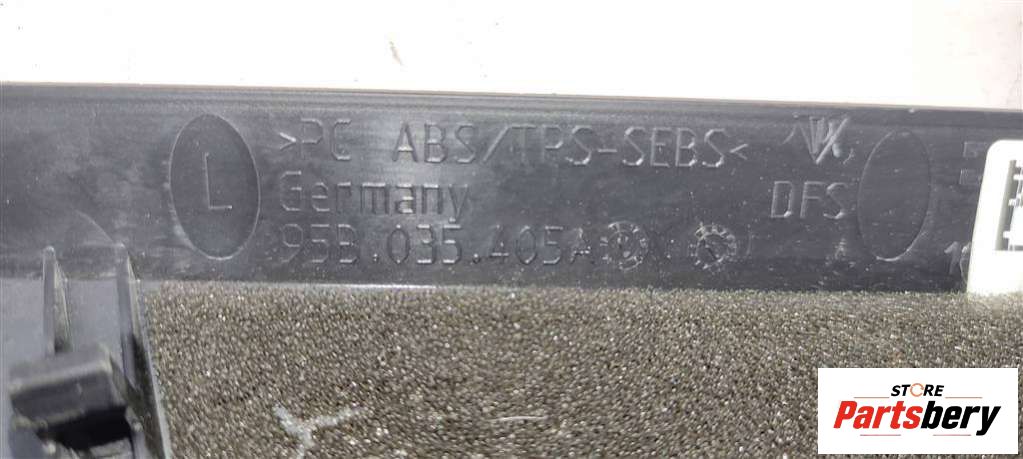 >PC ABS/TPS-SEBS<
L
Germany
DFS
95B.035.405A
STORE
Partsbery